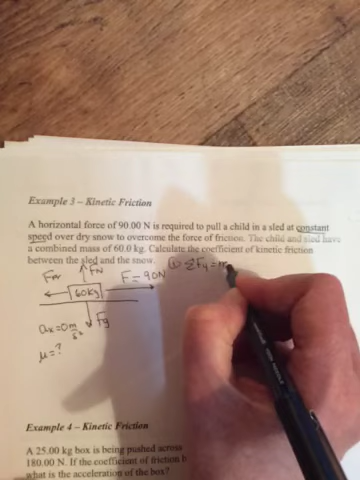 Example 3 – Kinetic Friction
A horizontal force of 90.00 N is required to pull a child in a sled at constant
speed over dry snow to overcome the force of friction. The child and sled have
a combined mass of 60.0 kg. Calculate the coefficient of kinetic friction
between the sled and the snow.
① ΣFy = m
FN
F = 90N
60kg
Fg
ax = 0 m/s²
μ = ?
Example 4 – Kinetic Friction
A 25.00 kg box is being pushed across
180.00 N. If the coefficient of friction b
what is the acceleration of the box?